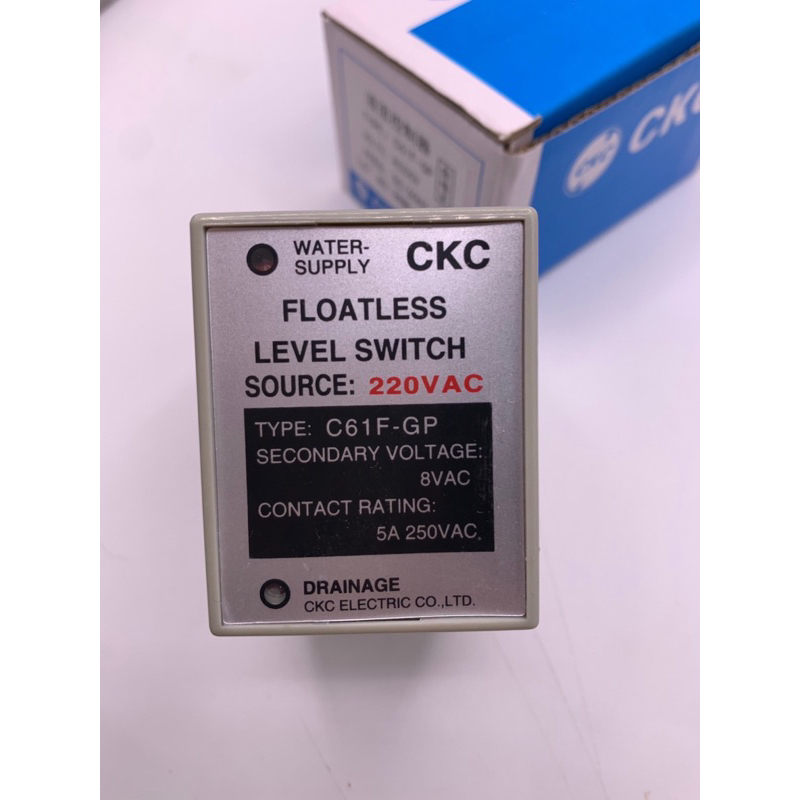 CKC
CKC
WATER-
SUPPLY
CKC
FLOATLESS
LEVEL SWITCH
SOURCE: 220VAC
TYPE: C61F-GP
SECONDARY VOLTAGE:
8VAC
CONTACT RATING:
5A 250VAC
DRAINAGE
CKC ELECTRIC CO.,LTD.